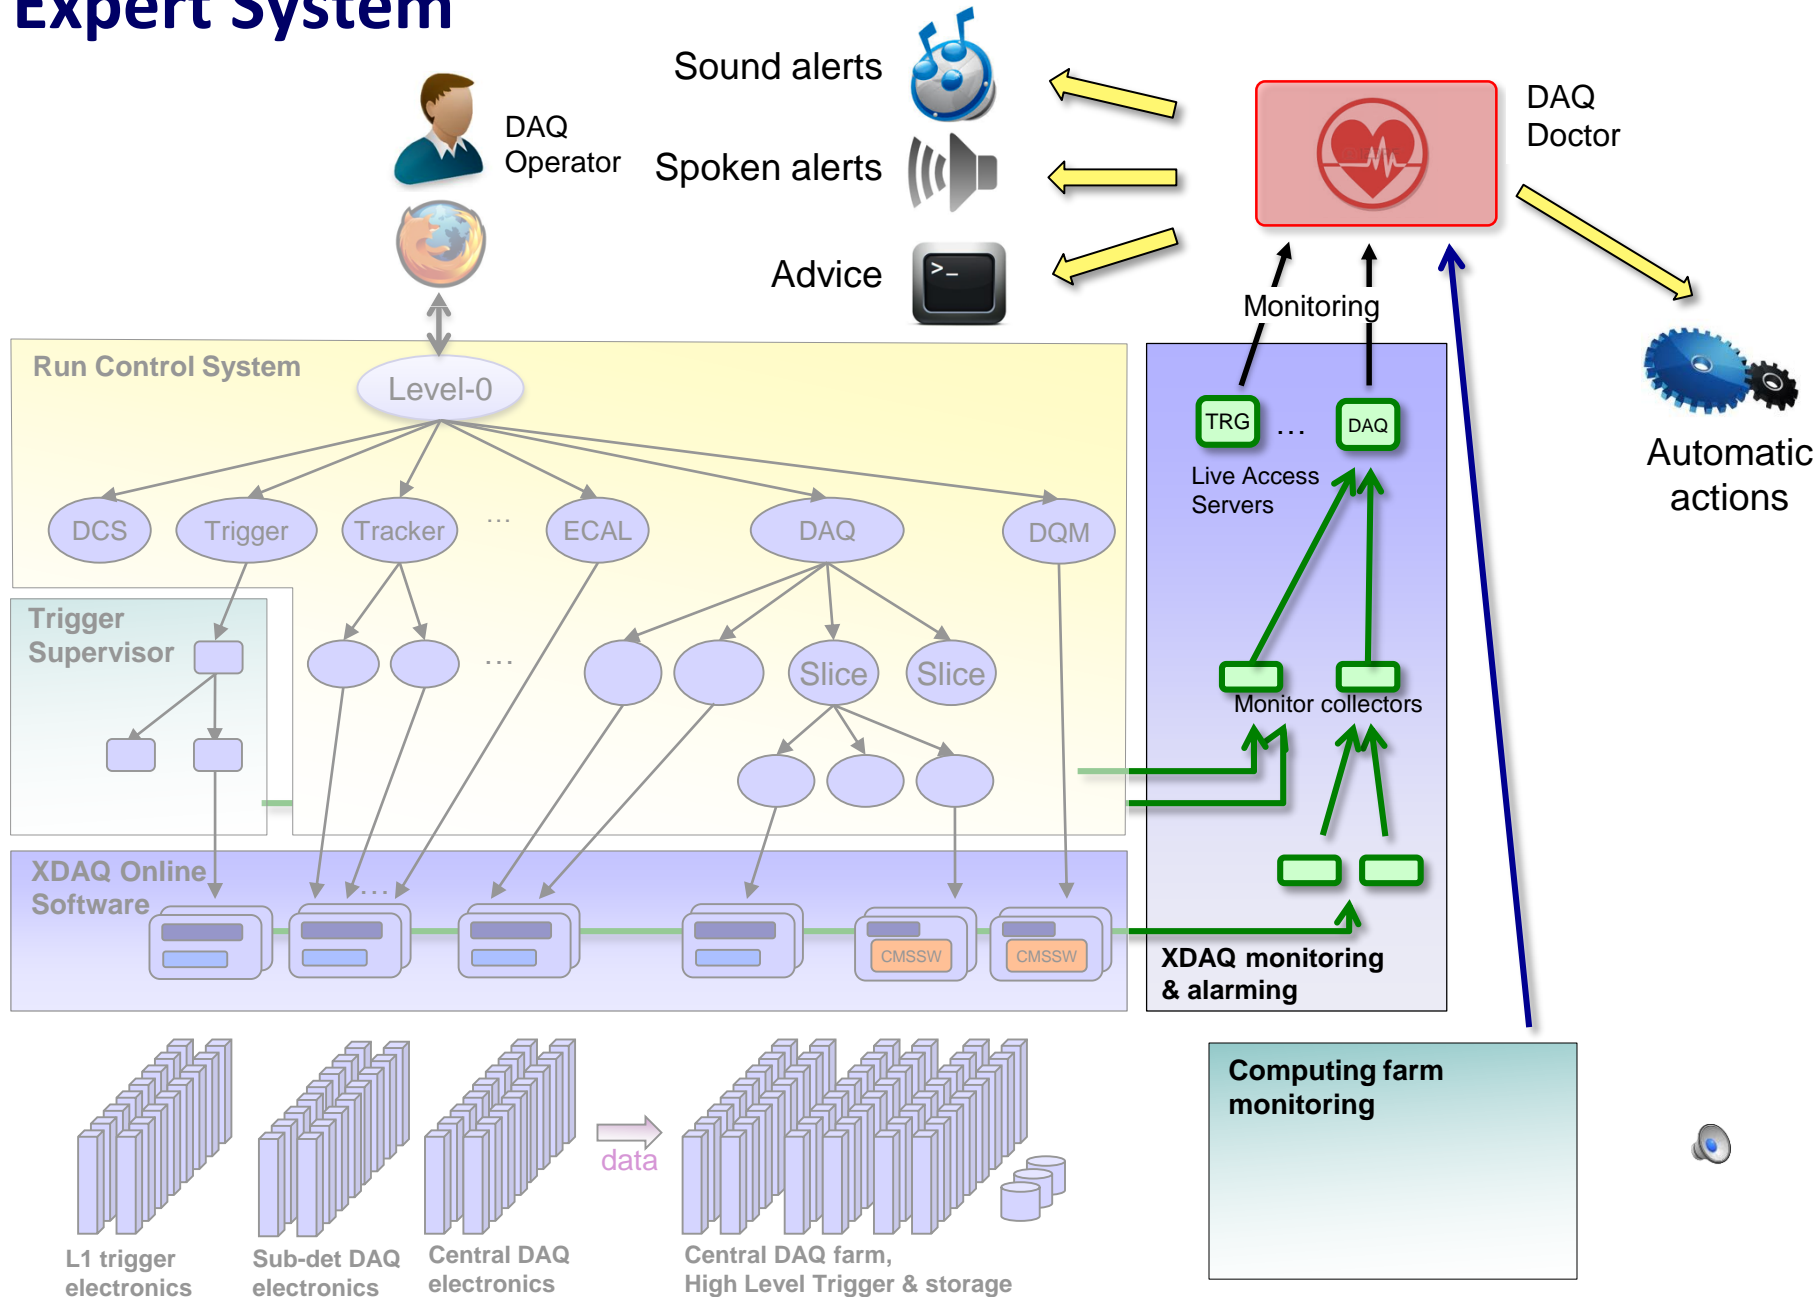 Expert System
Sound alerts
DAQ
Operator
Spoken alerts
Advice
>_
DAQ
Doctor
Monitoring
Automatic
actions
Run Control System
Level-0
DCS
Trigger
Tracker
...
ECAL
DAQ
DQM
Trigger
Supervisor
...
Slice
Slice
TRG
...
DAQ
Live Access
Servers
Monitor collectors
XDAQ Online
Software
...
CMSSW
CMSSW
XDAQ monitoring
& alarming
Computing farm
monitoring
data
L1 trigger
electronics
Sub-det DAQ
electronics
Central DAQ
electronics
Central DAQ farm,
High Level Trigger & storage